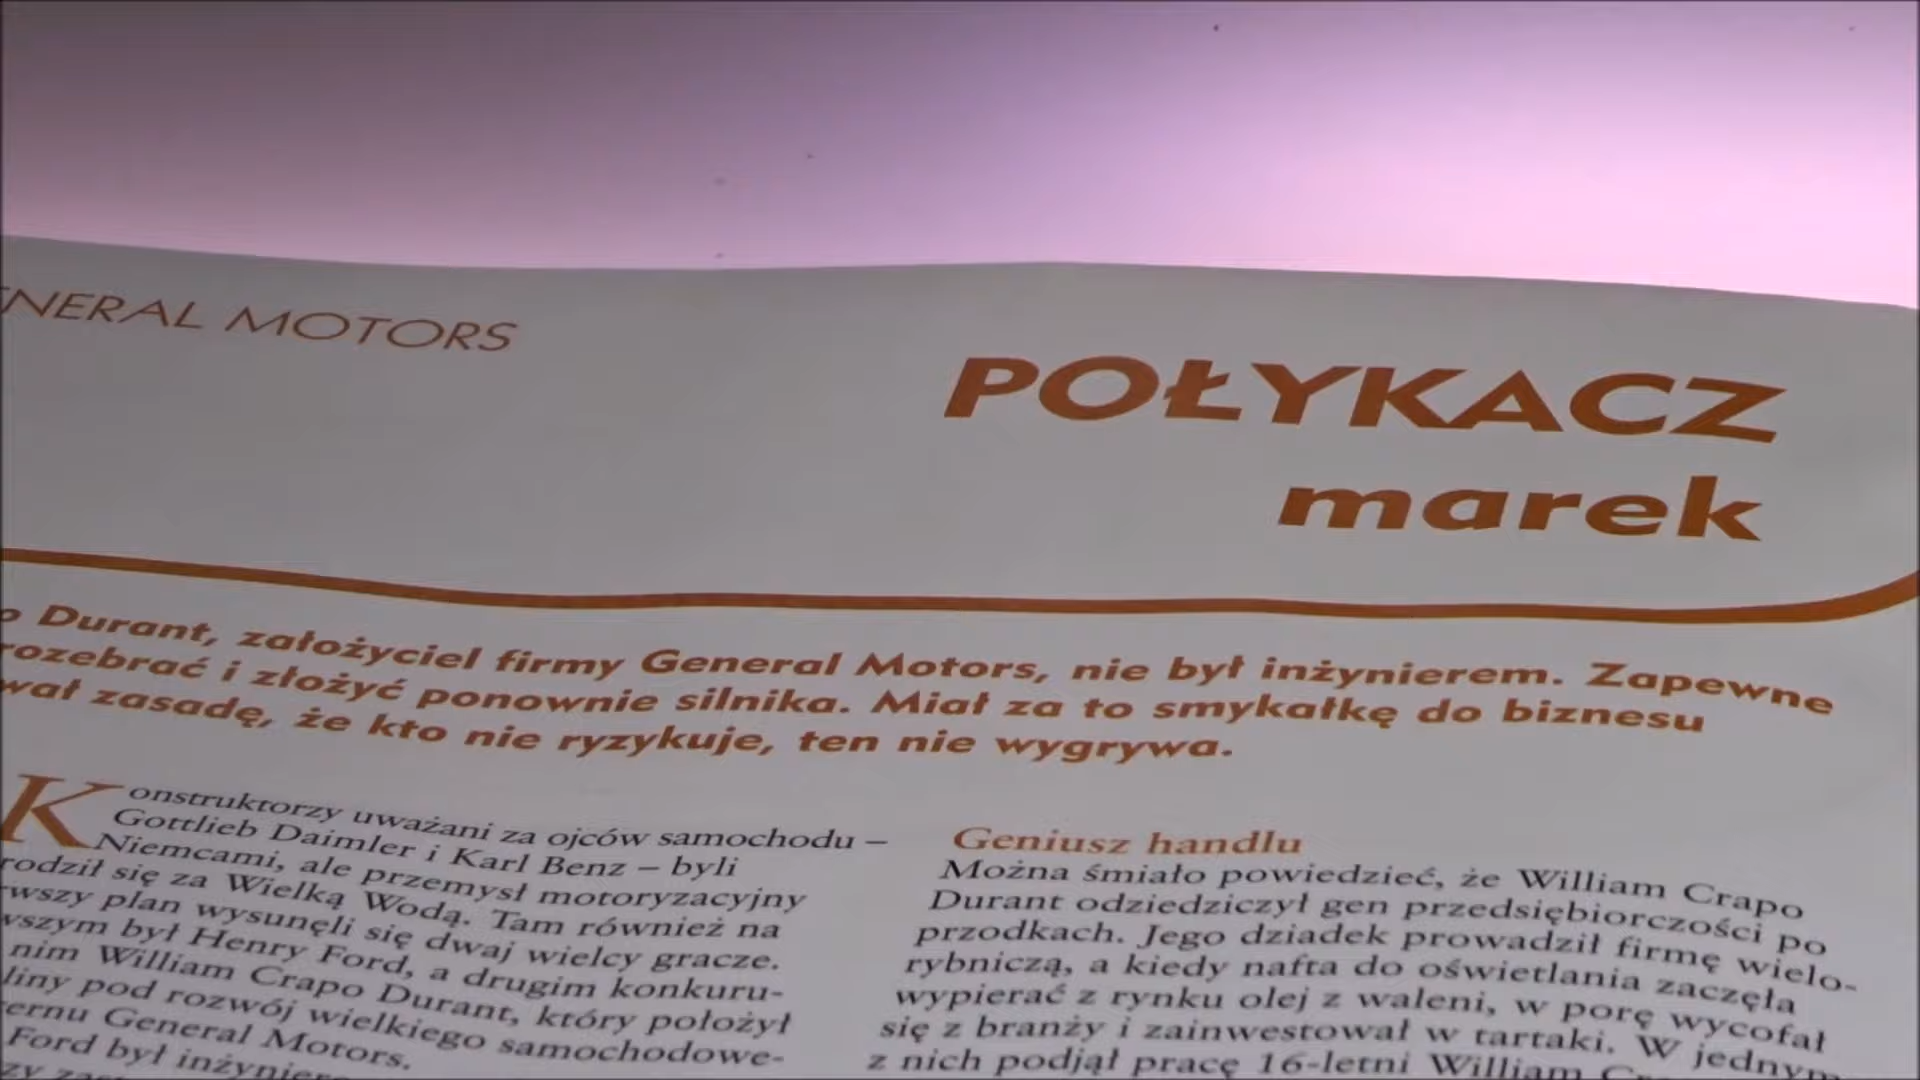 NERAL MOTORS
POŁYKACZ
marek
o Durant, założyciel firmy General Motors, nie był inżynierem. Zapewne
rozebrać i złożyć ponownie silnika. Miał za to smykałkę do biznesu
wał zasadę, że kto nie ryzykuje, ten nie wygrywa.
Konstruktorzy uważani za ojców samochodu –
Gottlieb Daimler i Karl Benz – byli
Niemcami, ale przemysł motoryzacyjny
rodził się za Wielką Wodą. Tam również na
rwszy plan wysunęli się dwaj wielcy gracze.
wszym był Henry Ford, a drugim konkuru-
nim William Crapo Durant, który położył
liny pod rozwój wielkiego samochodowe-
ernu General Motors.
Ford był
Geniusz handlu
Można śmiało powiedzieć, że William Crapo
Durant odziedziczył gen przedsiębiorczości po
przodkach. Jego dziadek prowadził firmę wielo-
rybniczą, a kiedy nafta do oświetlania zaczęła
wypierać z rynku olej z waleni, w porę wycofał
się z branży i zainwestował w tartaki. W jednym
z nich podjął pracę 16-letni William